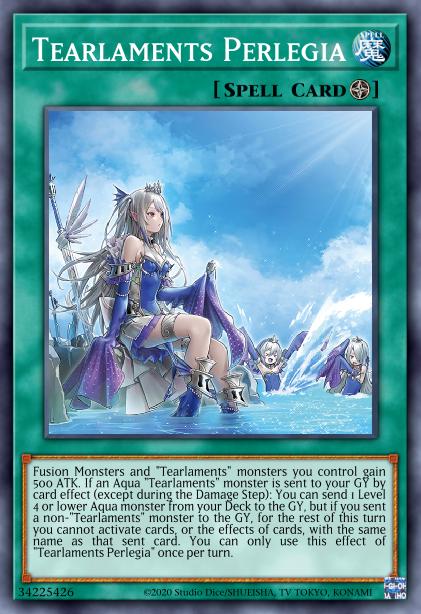 TEARLAMENTS PERLEGIA
SPELL
魔
[SPELL CARD]
Fusion Monsters and "Tearlaments" monsters you control gain
500 ATK. If an Aqua "Tearlaments" monster is sent to your GY by
card effect (except during the Damage Step): You can send 1 Level
4 or lower Aqua monster from your Deck to the GY, but if you sent
a non-"Tearlaments" monster to the GY, for the rest of this turn
you cannot activate cards, or the effects of cards, with the same
name as that sent card. You can only use this effect of
"Tearlaments Perlegia" once per turn.
34225426
©2020 Studio Dice/SHUEISHA, TV TOKYO, KONAMI